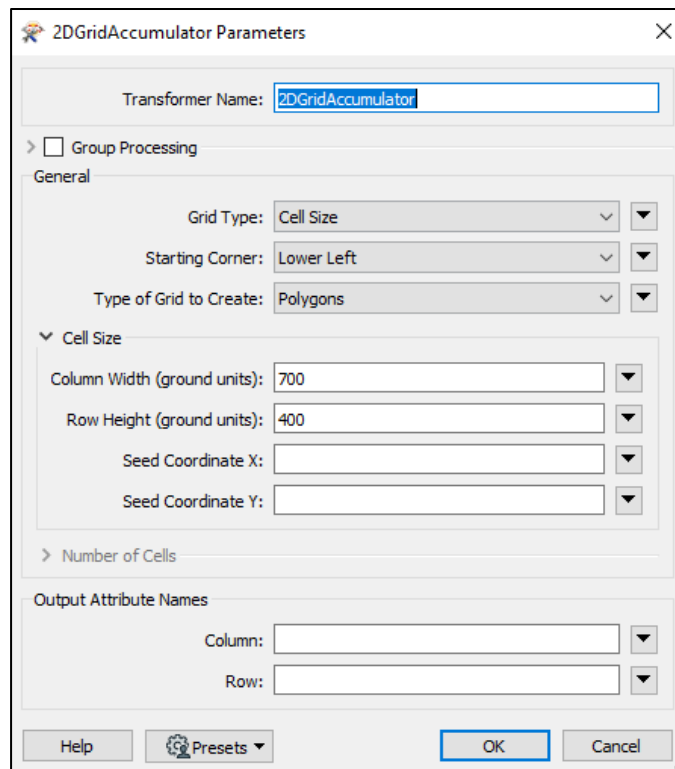 2DGridAccumulator Parameters
Transformer Name: 2DGridAccumulator
Group Processing
General
Grid Type: Cell Size
Starting Corner: Lower Left
Type of Grid to Create: Polygons
Cell Size
Column Width (ground units): 700
Row Height (ground units): 400
Seed Coordinate X:
Seed Coordinate Y:
Number of Cells
Output Attribute Names
Column:
Row:
Help Presets OK Cancel